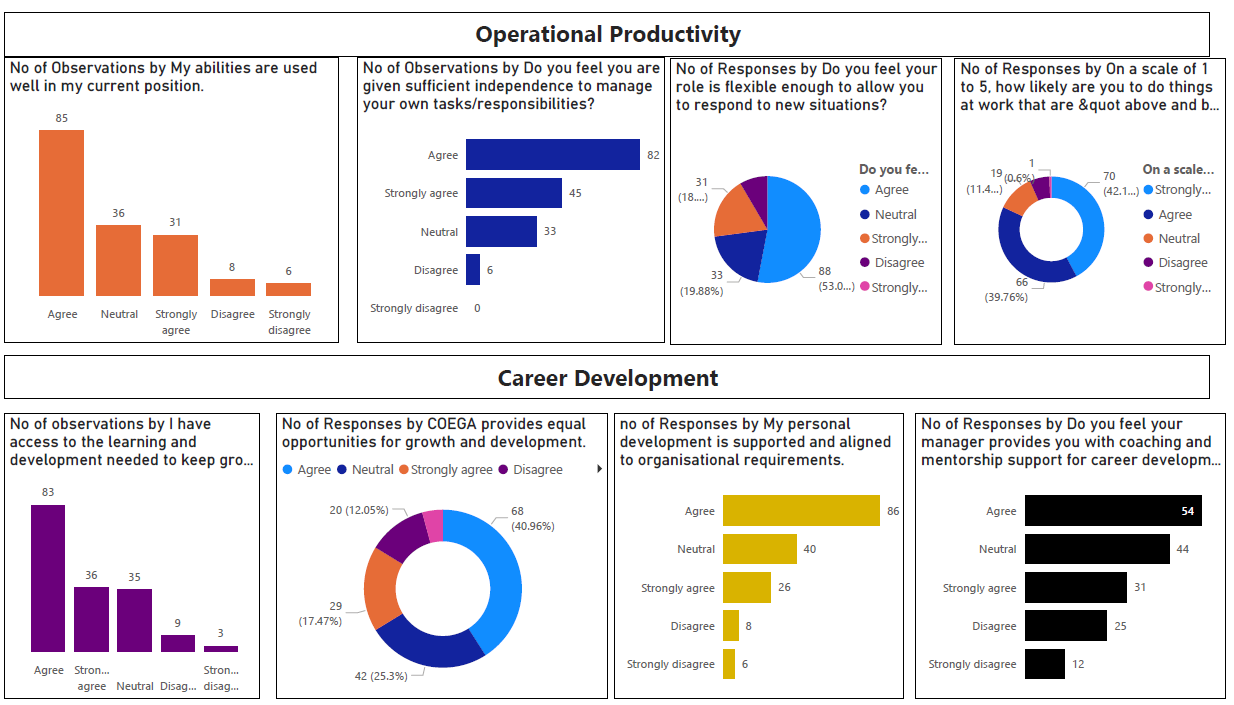 Operational Productivity
No of Observations by My abilities are used
well in my current position.
85
36
31
8
6
Agree
Neutral
Strongly
agree
Disagree
Strongly
disagree
No of Observations by Do you feel you are
given sufficient independence to manage
your own tasks/responsibilities?
Agree
82
Strongly agree
45
Neutral
33
Disagree
6
Strongly disagree
0
No of Responses by Do you feel your
role is flexible enough to allow you
to respond to new situations?
31
(18....)
33
(19.88%)
88
(53.0...)
Do you fe...
Agree
Neutral
Strongly...
Disagree
Strongly...
No of Responses by On a scale of 1
to 5, how likely are you to do things
at work that are &quot above and b...
1
(0.6%)
19
(11.4...)
70
(42.1...)
66
(39.76%)
On a scale...
Strongly...
Agree
Neutral
Disagree
Strongly...
Career Development
No of observations by I have
access to the learning and
development needed to keep gro...
83
36
35
9
3
Agree
Stron...
agree
Neutral
Disag...
Stron...
disag...
No of Responses by COEGA provides equal
opportunities for growth and development.
Agree Neutral Strongly agree Disagree
20 (12.05%)
68
(40.96%)
29
(17.47%)
42 (25.3%)
no of Responses by My personal
development is supported and aligned
to organisational requirements.
Agree
86
Neutral
40
Strongly agree
26
Disagree
8
Strongly disagree
6
No of Responses by Do you feel your
manager provides you with coaching and
mentorship support for career developm...
Agree
54
Neutral
44
Strongly agree
31
Disagree
25
Strongly disagree
12